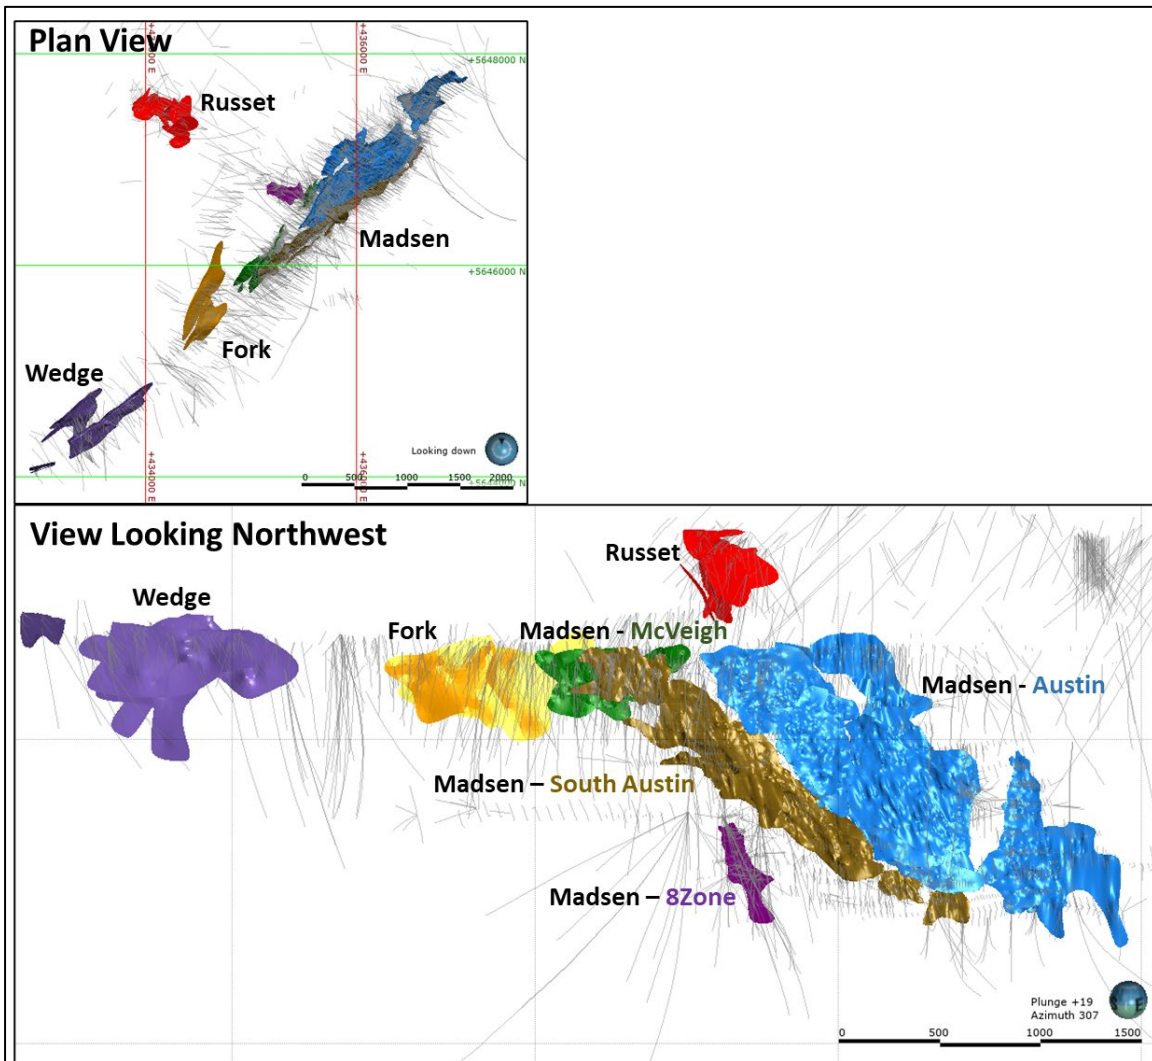 Plan View
+5648000 N
+436000 E
Russet
Madsen
+5646000 N
Fork
Wedge
+434000 E
+436000 E
Looking down
0 500 1000 1500 2000
View Looking Northwest
Russet
Wedge
Fork
Madsen - McVeigh
Madsen - Austin
Madsen – South Austin
Madsen – 8Zone
Plunge +19
Azimuth 307
0 500 1000 1500